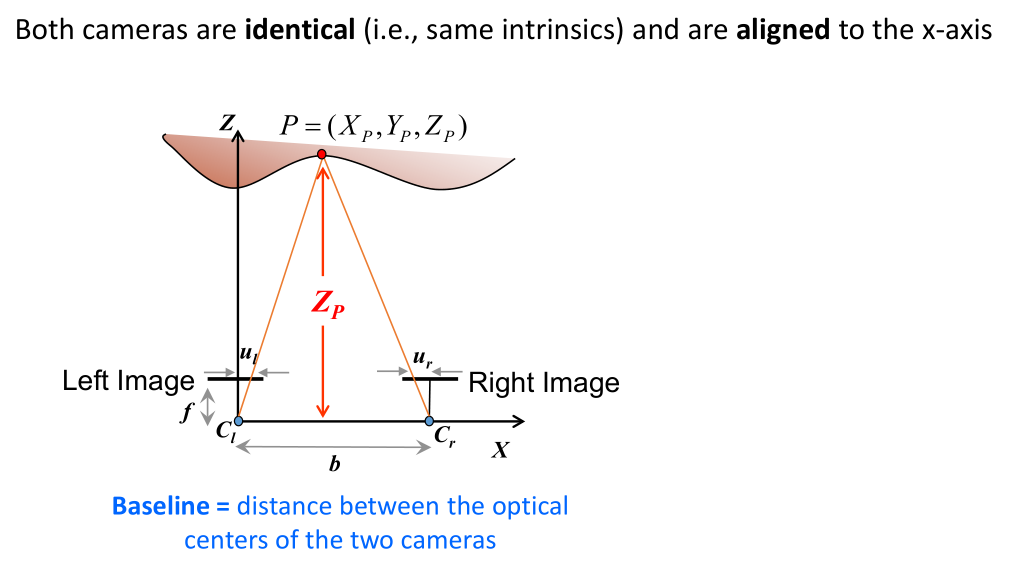 Both cameras are identical (i.e., same intrinsics) and are aligned to the x-axis
Z
P = (X_P, Y_P, Z_P)
Z_P
u_l
u_r
Left Image
Right Image
f
C_l
C_r
X
b
Baseline = distance between the optical
centers of the two cameras